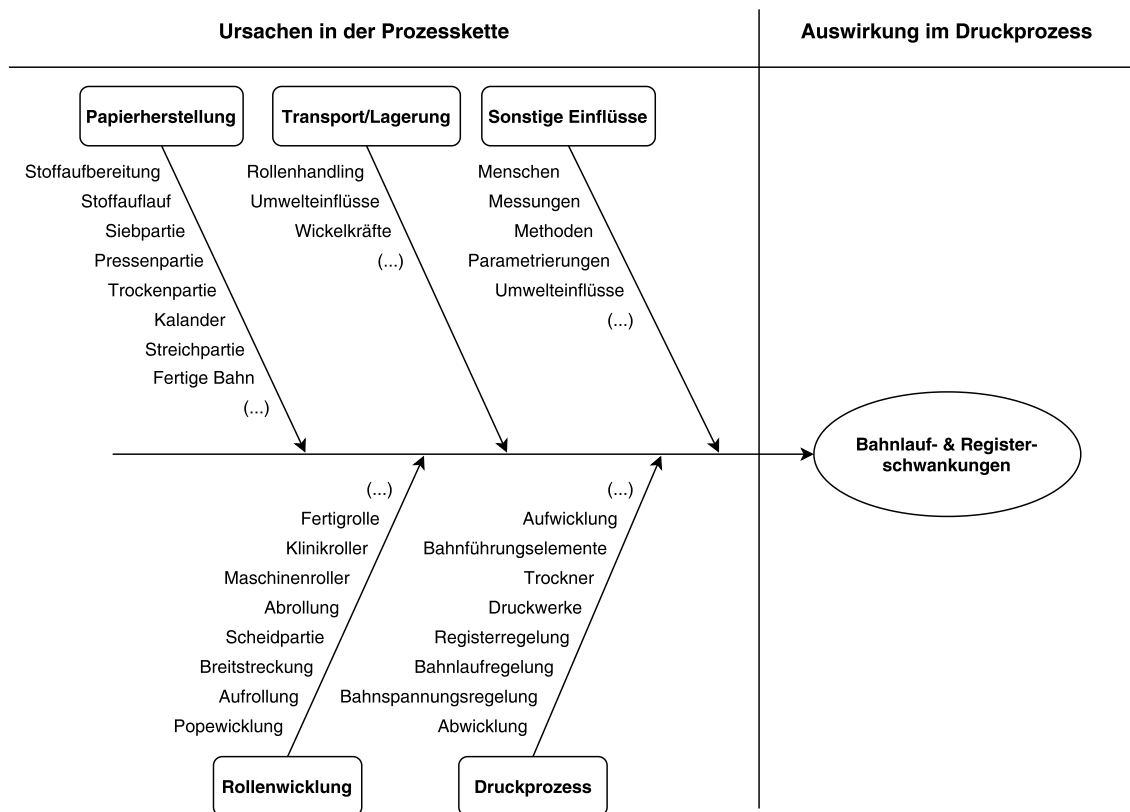 Ursachen in der Prozesskette
Auswirkung im Druckprozess
Papierherstellung
Stoffaufbereitung
Stoffauflauf
Siebpartie
Pressenpartie
Trockenpartie
Kalander
Streichpartie
Fertige Bahn
(...)
Transport/Lagerung
Rollenhandling
Umwelteinflüsse
Wickelkräfte
(...)
Sonstige Einflüsse
Menschen
Messungen
Methoden
Parametrierungen
Umwelteinflüsse
(...)
Bahnlauf- & Register-
schwankungen
(...)
Fertigrolle
Klinikroller
Maschinenroller
Abrollung
Scheidpartie
Breitstreckung
Aufrollung
Popewicklung
Rollenwicklung
(...)
Aufwicklung
Bahnführungselemente
Trockner
Druckwerke
Registerregelung
Bahnlaufregelung
Bahnspannungsregelung
Abwicklung
Druckprozess